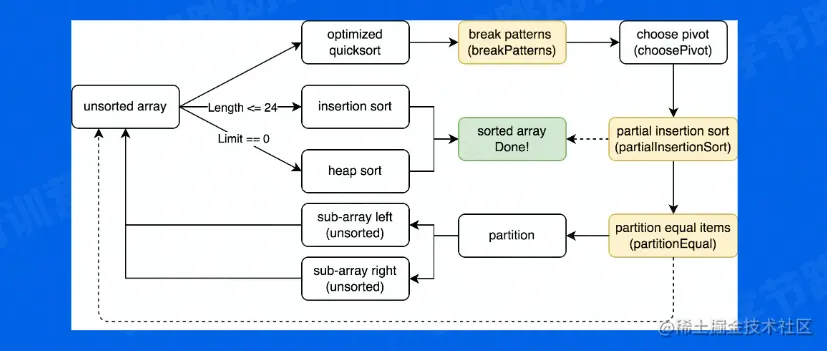 optimized
quicksort
break patterns
(breakPatterns)
choose pivot
(choosePivot)
unsorted array
Length <= 24
insertion sort
Limit == 0
heap sort
sorted array
Done!
partial insertion sort
(partialInsertionSort)
sub-array left
(unsorted)
partition
partition equal items
(partitionEqual)
sub-array right
(unsorted)
@稀土掘金技术社区